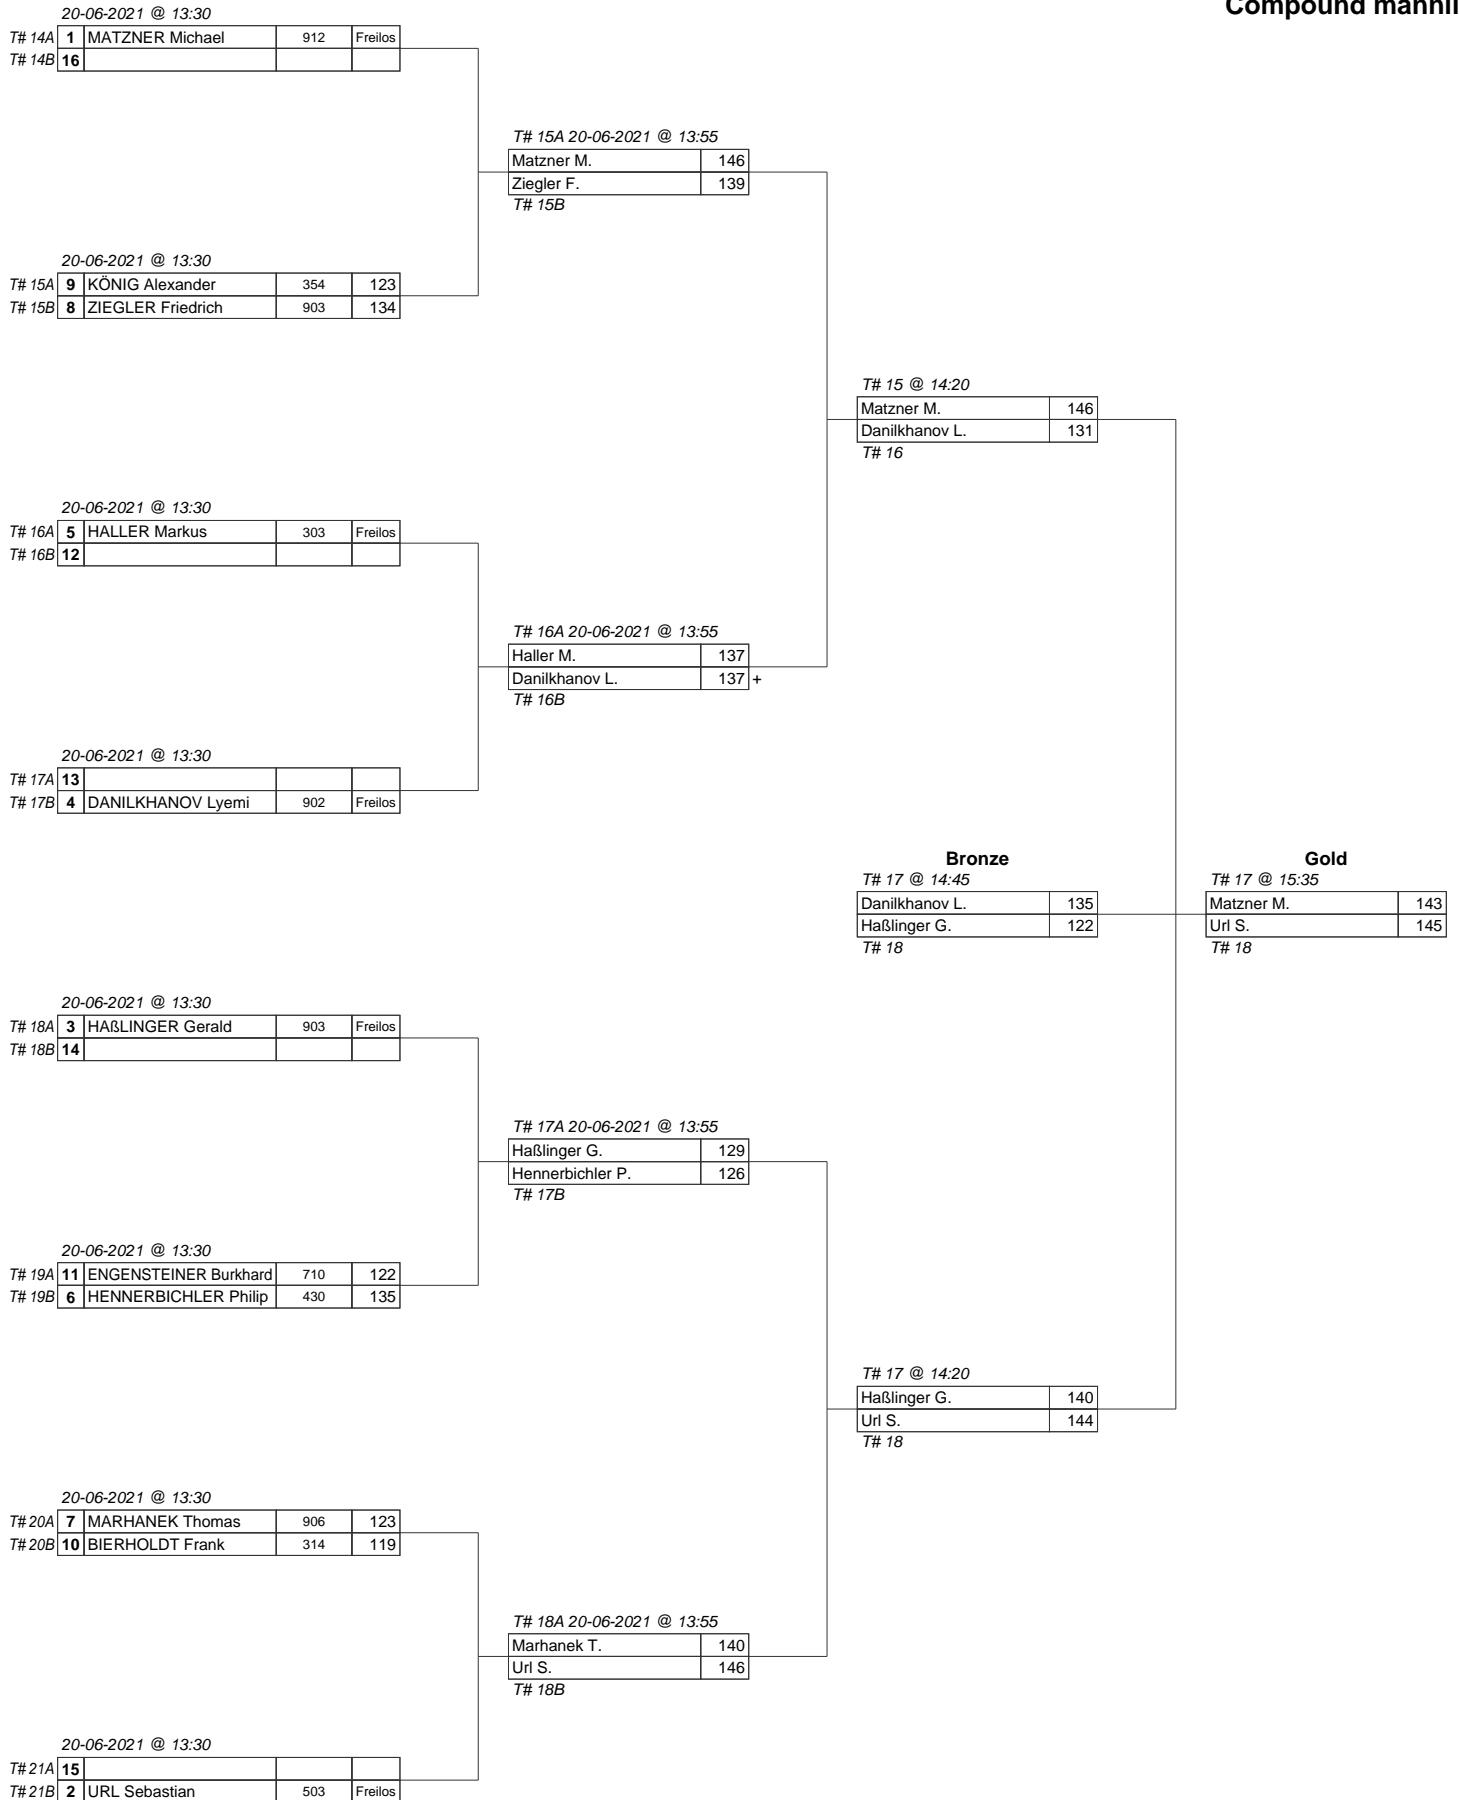 Compound männli
20-06-2021 @ 13:30
T# 14A 1 MATZNER Michael 912 Freilos
T# 14B 16
T# 15A 20-06-2021 @ 13:55
Matzner M. 146
Ziegler F. 139
T# 15B
20-06-2021 @ 13:30
T# 15A 9 KÖNIG Alexander 354 123
T# 15B 8 ZIEGLER Friedrich 903 134
T# 15 @ 14:20
Matzner M. 146
Danilkhanov L. 131
T# 16
20-06-2021 @ 13:30
T# 16A 5 HALLER Markus 303 Freilos
T# 16B 12
T# 16A 20-06-2021 @ 13:55
Haller M. 137
Danilkhanov L. 137 +
T# 16B
20-06-2021 @ 13:30
T# 17A 13
T# 17B 4 DANILKHANOV Lyemi 902 Freilos
Bronze
T# 17 @ 14:45
Danilkhanov L. 135
Haßlinger G. 122
T# 18
Gold
T# 17 @ 15:35
Matzner M. 143
Url S. 145
T# 18
20-06-2021 @ 13:30
T# 18A 3 HAßLINGER Gerald 903 Freilos
T# 18B 14
T# 17A 20-06-2021 @ 13:55
Haßlinger G. 129
Hennerbichler P. 126
T# 17B
20-06-2021 @ 13:30
T# 19A 11 ENGENSTEINER Burkhard 710 122
T# 19B 6 HENNERBICHLER Philip 430 135
T# 17 @ 14:20
Haßlinger G. 140
Url S. 144
T# 18
20-06-2021 @ 13:30
T# 20A 7 MARHANEK Thomas 906 123
T# 20B 10 BIERHOLDT Frank 314 119
T# 18A 20-06-2021 @ 13:55
Marhanek T. 140
Url S. 146
T# 18B
20-06-2021 @ 13:30
T# 21A 15
T# 21B 2 URL Sebastian 503 Freilos